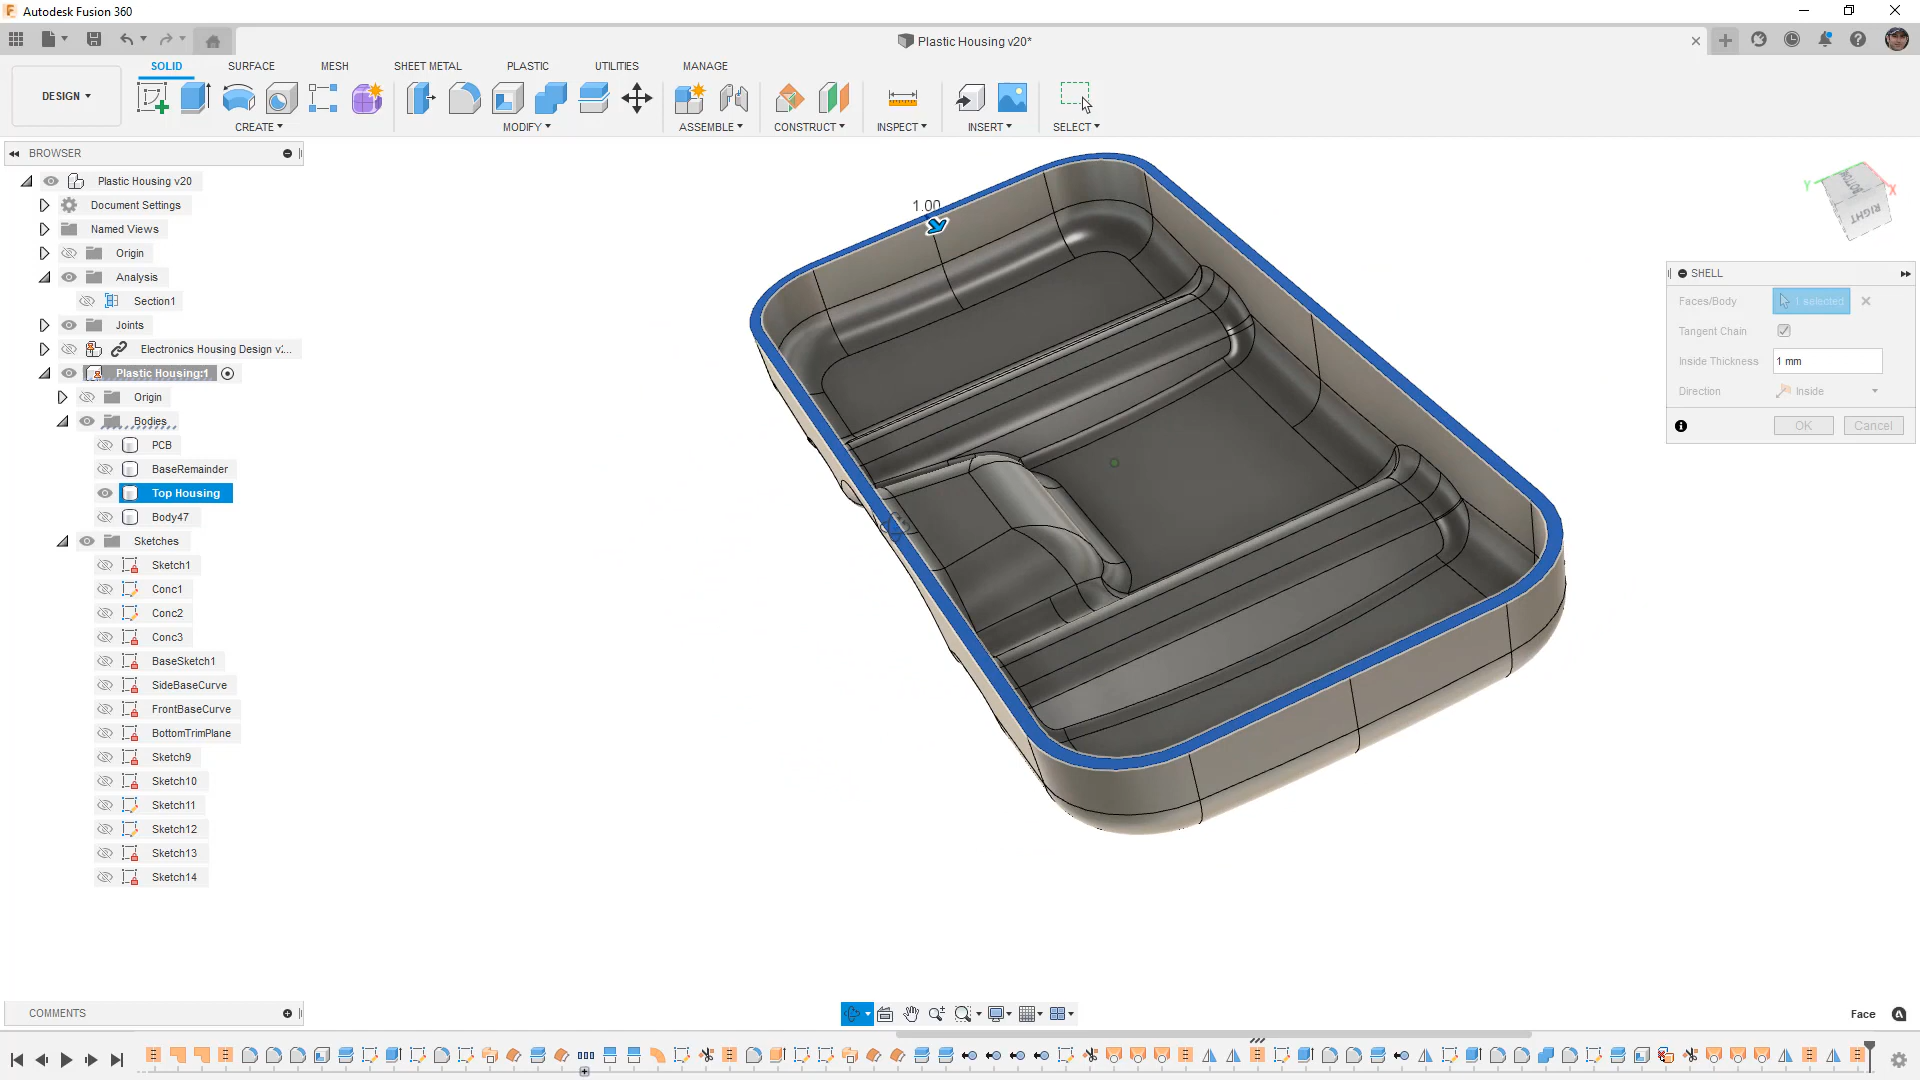 Autodesk Fusion 360
Plastic Housing v20*
DESIGN
SOLID
SURFACE
MESH
SHEET METAL
PLASTIC
UTILITIES
MANAGE
CREATE
MODIFY
ASSEMBLE
CONSTRUCT
INSPECT
INSERT
SELECT
BROWSER
Plastic Housing v20
Document Settings
Named Views
Origin
Analysis
Section1
Joints
Electronics Housing Design v:...
Plastic Housing:1
Origin
Bodies
PCB
BaseRemainder
Top Housing
Body47
Sketches
Sketch1
Conc1
Conc2
Conc3
BaseSketch1
SideBaseCurve
FrontBaseCurve
BottomTrimPlane
Sketch9
Sketch10
Sketch11
Sketch12
Sketch13
Sketch14
1.00
BOTTOM
RIGHT
Y
X
SHELL
Faces/Body
1 selected
Tangent Chain
Inside Thickness
1 mm
Direction
Inside
OK
Cancel
COMMENTS
Face